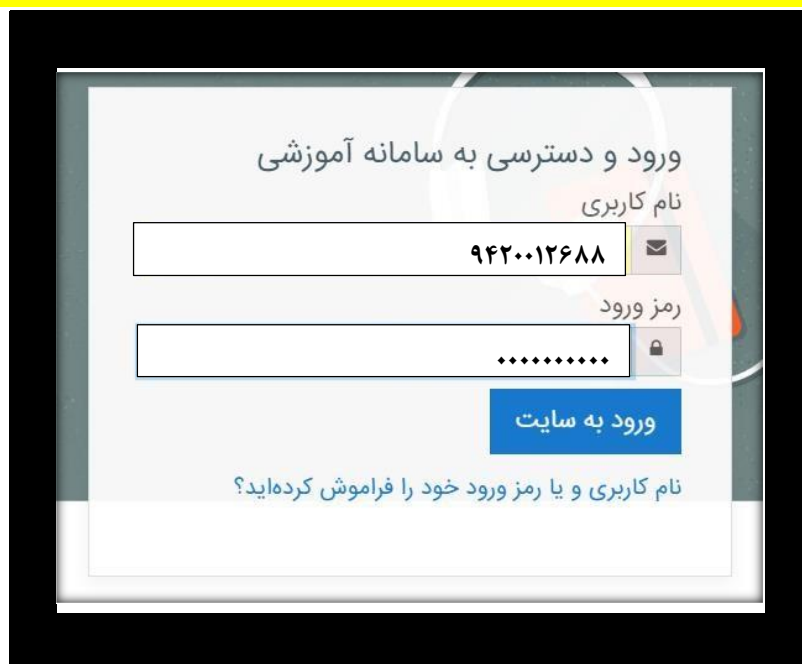 ورود و دسترسی به سامانه آموزشی
نام کاربری
۹۴۲۰۰۱۲۶۸۸
رمز ورود
••••••••••
ورود به سایت
نام کاربری و یا رمز ورود خود را فراموش کرده‌اید؟